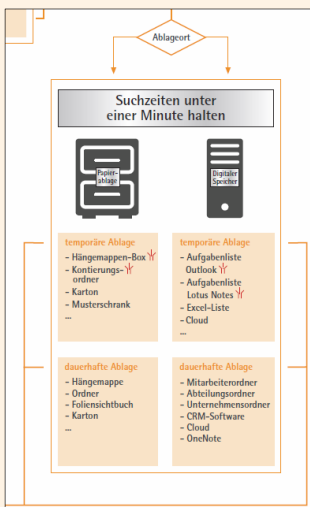 Ablageort
Suchzeiten unter
einer Minute halten
Papier-
ablage
Digitaler
Speicher
temporäre Ablage
- Hängemappen-Box
- Kontierungs-
ordner
- Karton
- Musterschrank
...
temporäre Ablage
- Aufgabenliste
Outlook
- Aufgabenliste
Lotus Notes
- Excel-Liste
- Cloud
...
dauerhafte Ablage
- Hängemappe
- Ordner
- Foliensichtbuch
- Karton
...
dauerhafte Ablage
- Mitarbeiterordner
- Abteilungsordner
- Unternehmensordner
- CRM-Software
- Cloud
- OneNote